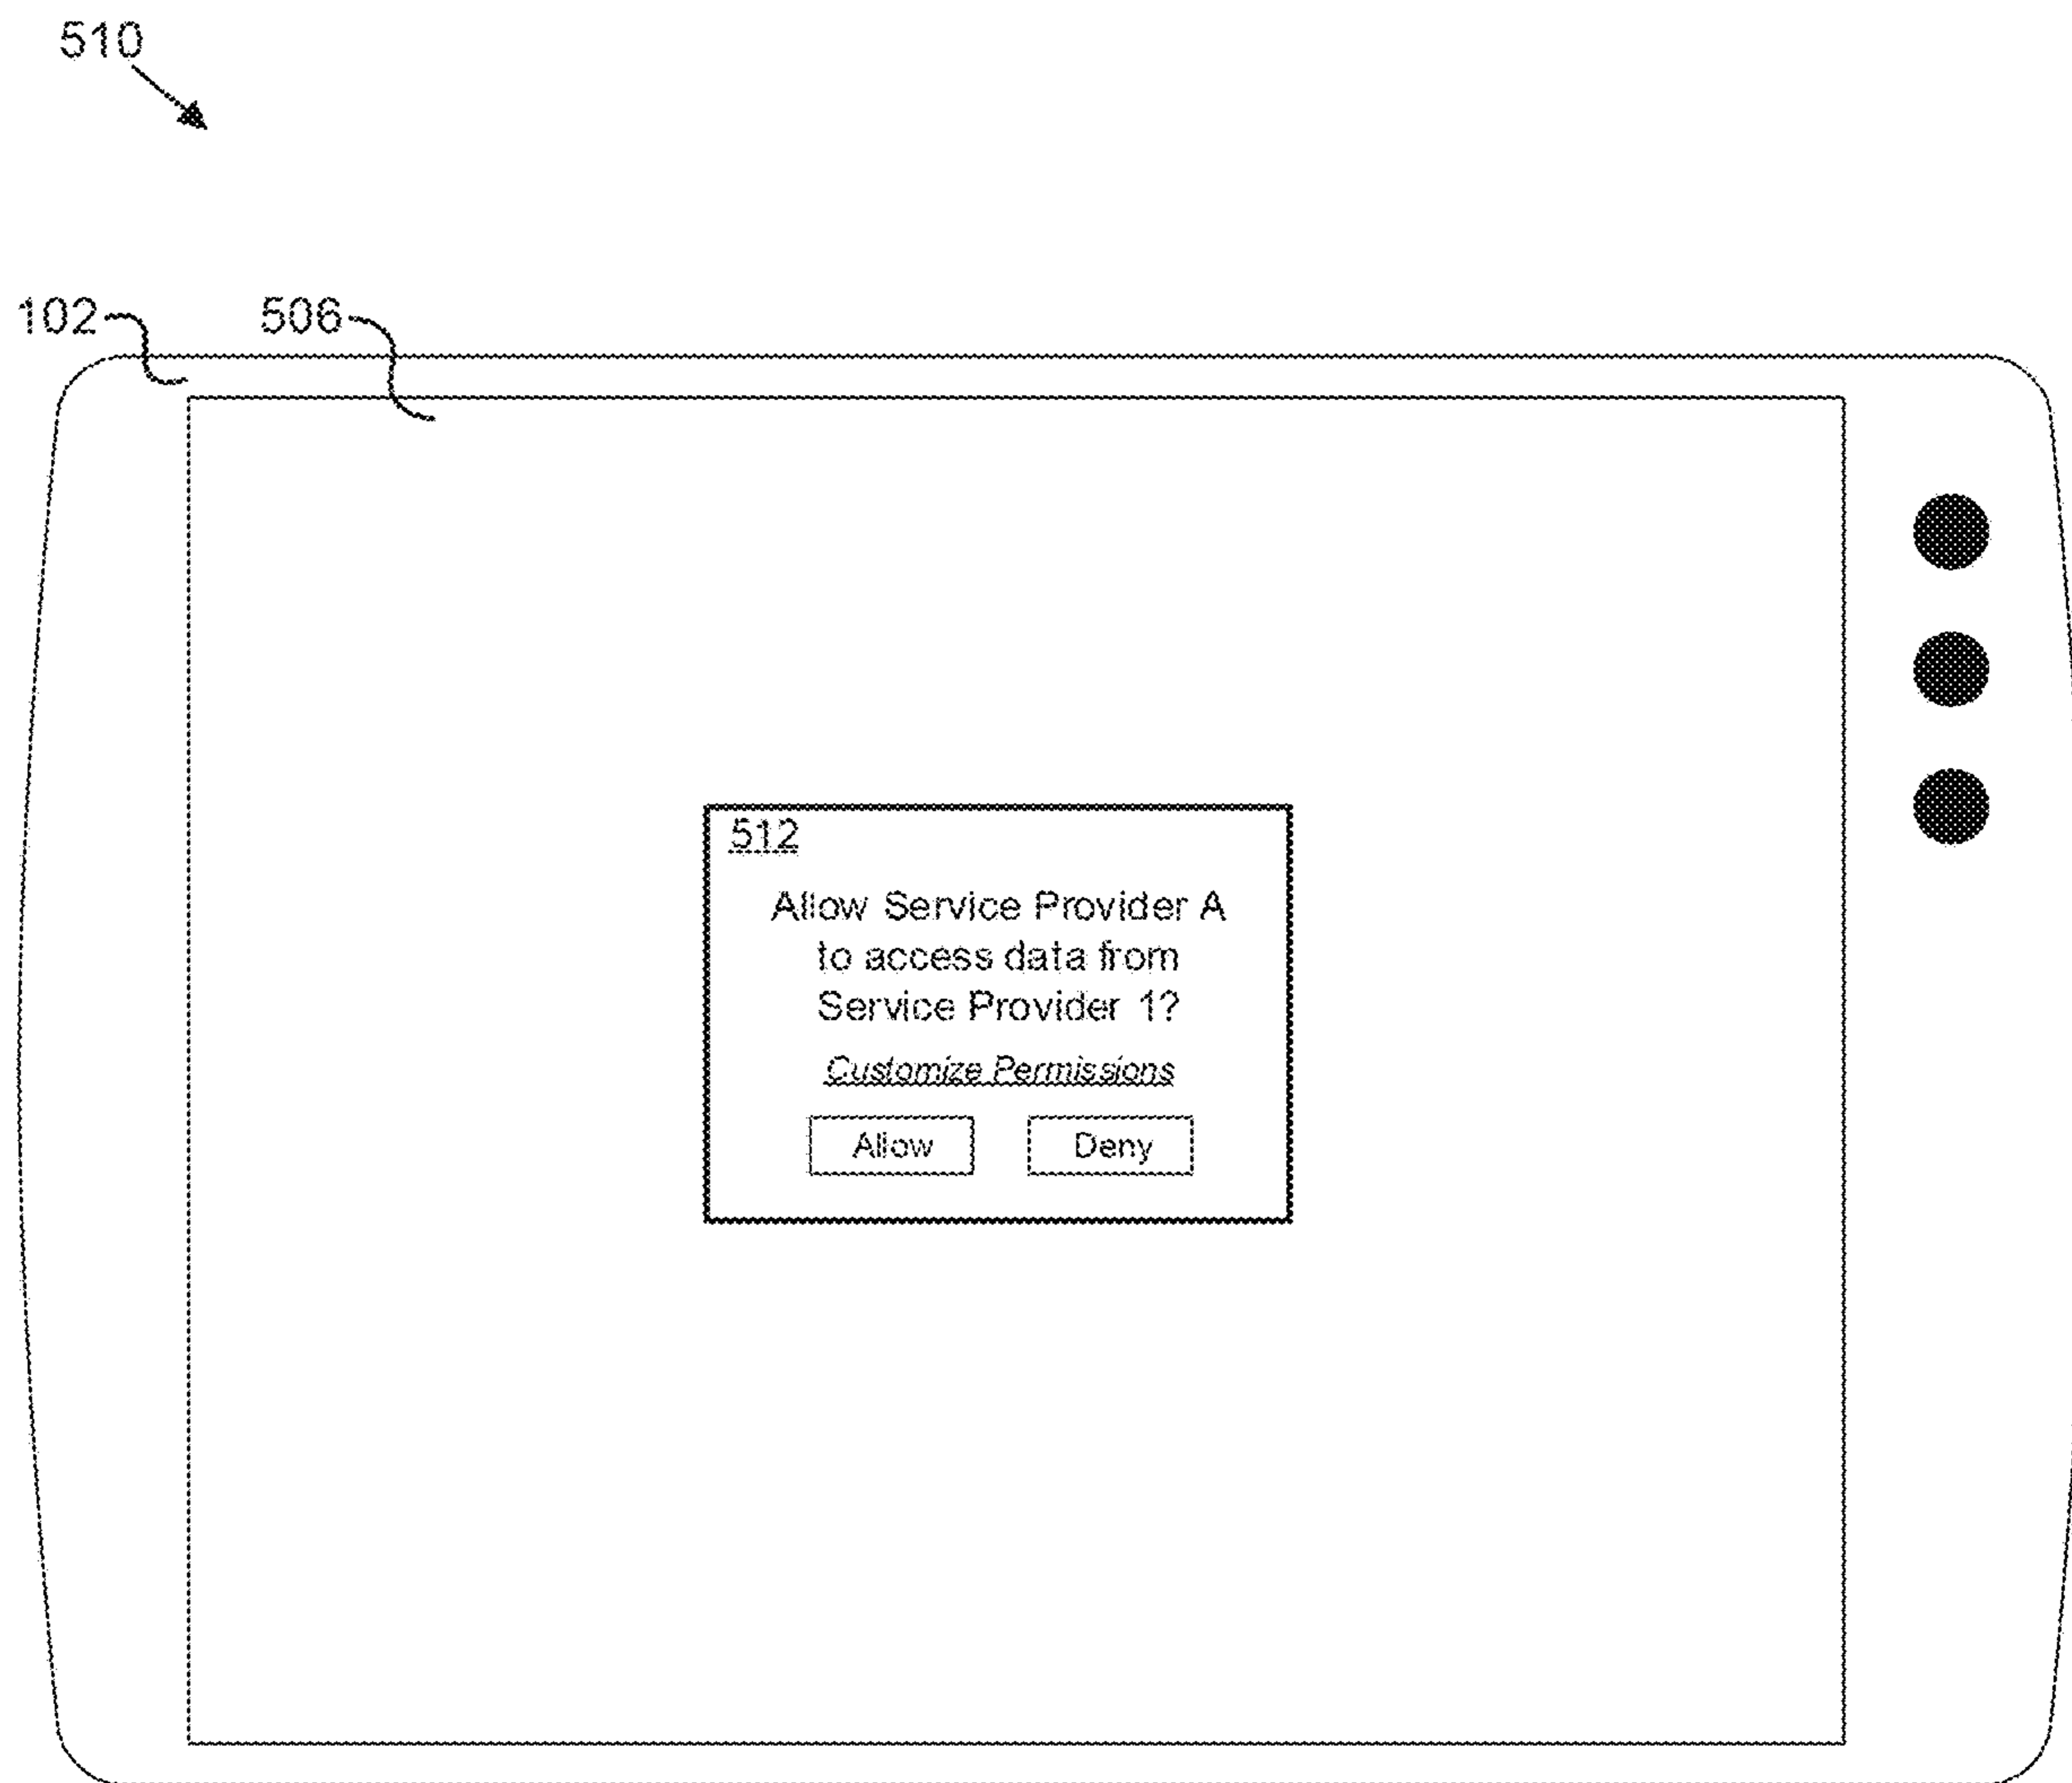 510
102
506
512
Allow Service Provider A
to access data from
Service Provider 1?
Customize Permissions
Allow
Deny